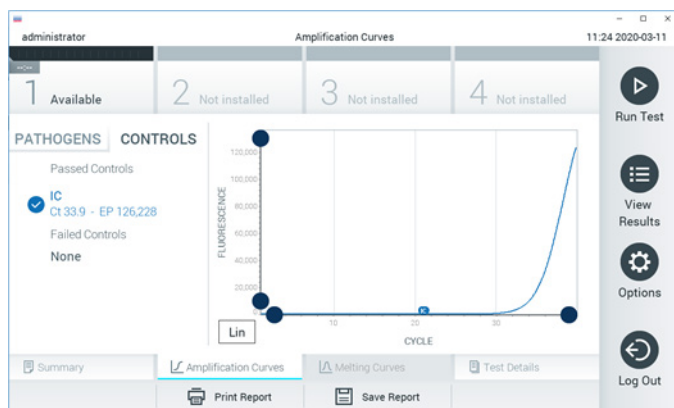 administrator
Amplification Curves
11:24 2020-03-11
1 Available
2 Not installed
3 Not installed
4 Not installed
Run Test
View
Results
Options
Log Out
PATHOGENS CONTROLS
Passed Controls
IC
Ct 33.9 - EP 126,228
Failed Controls
None
FLUORESCENCE
120,000
100,000
80,000
60,000
40,000
20,000
0
10
20
30
CYCLE
Lin
Summary
Amplification Curves
Melting Curves
Test Details
Print Report
Save Report